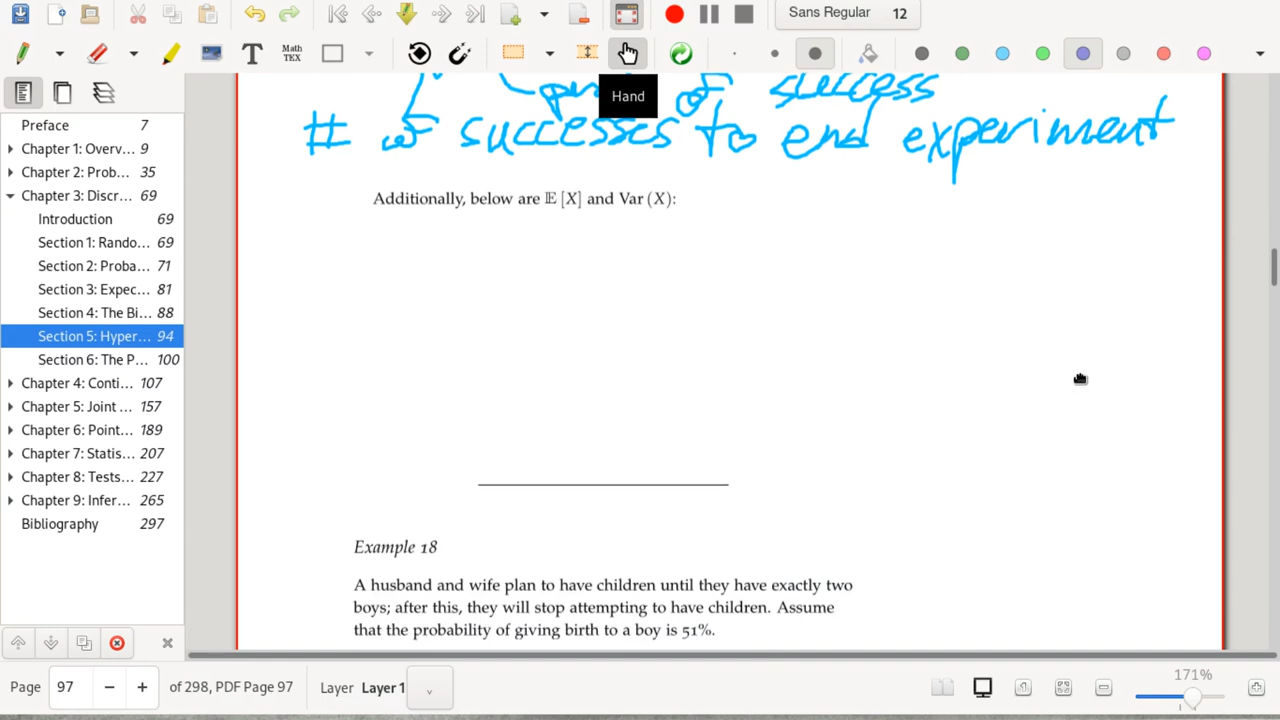 Sans Regular 12
Math
TEX
Hand
Preface 7
Chapter 1: Overv... 9
Chapter 2: Prob... 35
Chapter 3: Discr... 69
Introduction 69
Section 1: Rando... 69
Section 2: Proba... 71
Section 3: Expec... 81
Section 4: The Bi... 88
Section 5: Hyper... 94
Section 6: The P... 100
Chapter 4: Conti... 107
Chapter 5: Joint ... 157
Chapter 6: Point... 189
Chapter 7: Statis... 207
Chapter 8: Tests... 227
Chapter 9: Infer... 265
Bibliography 297
of success
# of successes to end experiment
Additionally, below are 𝔼 [X] and Var (X):
Example 18
A husband and wife plan to have children until they have exactly two
boys; after this, they will stop attempting to have children. Assume
that the probability of giving birth to a boy is 51%.
Page 97 of 298, PDF Page 97 Layer Layer 1 171%